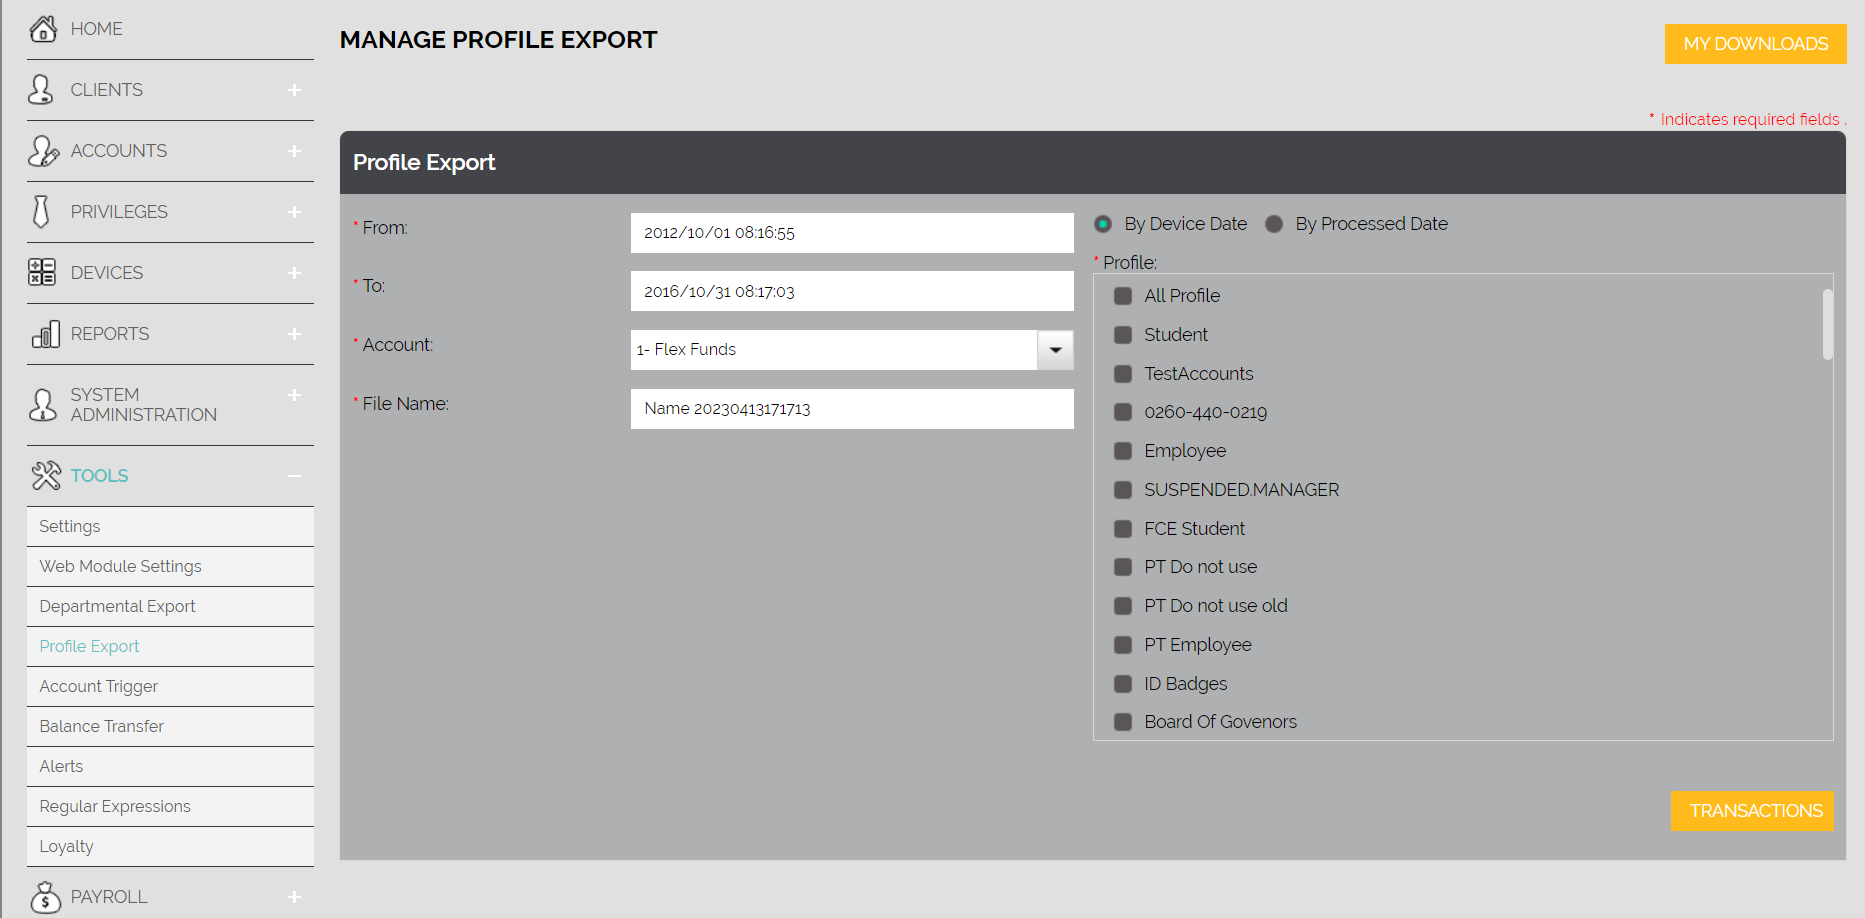 HOME
CLIENTS
ACCOUNTS
PRIVILEGES
DEVICES
REPORTS
SYSTEM
ADMINISTRATION
TOOLS
Settings
Web Module Settings
Departmental Export
Profile Export
Account Trigger
Balance Transfer
Alerts
Regular Expressions
Loyalty
PAYROLL
MANAGE PROFILE EXPORT
MY DOWNLOADS
* Indicates required fields .
Profile Export
* From:
2012/10/01 08:16:55
* To:
2016/10/31 08:17:03
* Account:
1- Flex Funds
* File Name:
Name 20230413171713
By Device Date
By Processed Date
* Profile:
All Profile
Student
TestAccounts
0260-440-0219
Employee
SUSPENDED.MANAGER
FCE Student
PT Do not use
PT Do not use old
PT Employee
ID Badges
Board Of Govenors
TRANSACTIONS